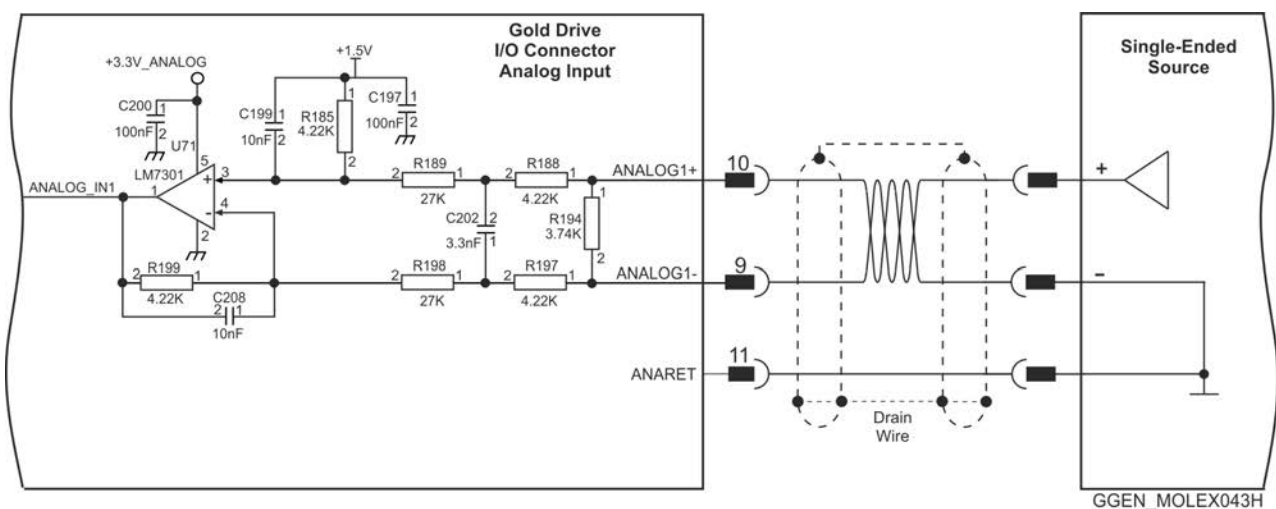 Gold Drive
I/O Connector
Analog Input
Single-Ended
Source
+3.3V_ANALOG
+1.5V
C200
1
2
100nF
U71
LM7301
5
3
+
4
-
1
2
ANALOG_IN1
C199
1
2
10nF
R185
4.22K
1
2
C197
1
2
100nF
R189
2
1
27K
R188
2
1
4.22K
ANALOG1+
10
+
C202
2
1
3.3nF
R194
3.74K
1
2
R199
2
1
4.22K
C208
2
1
10nF
R198
2
1
27K
R197
2
1
4.22K
ANALOG1-
9
-
ANARET
11
Drain
Wire
GGEN_MOLEX043H